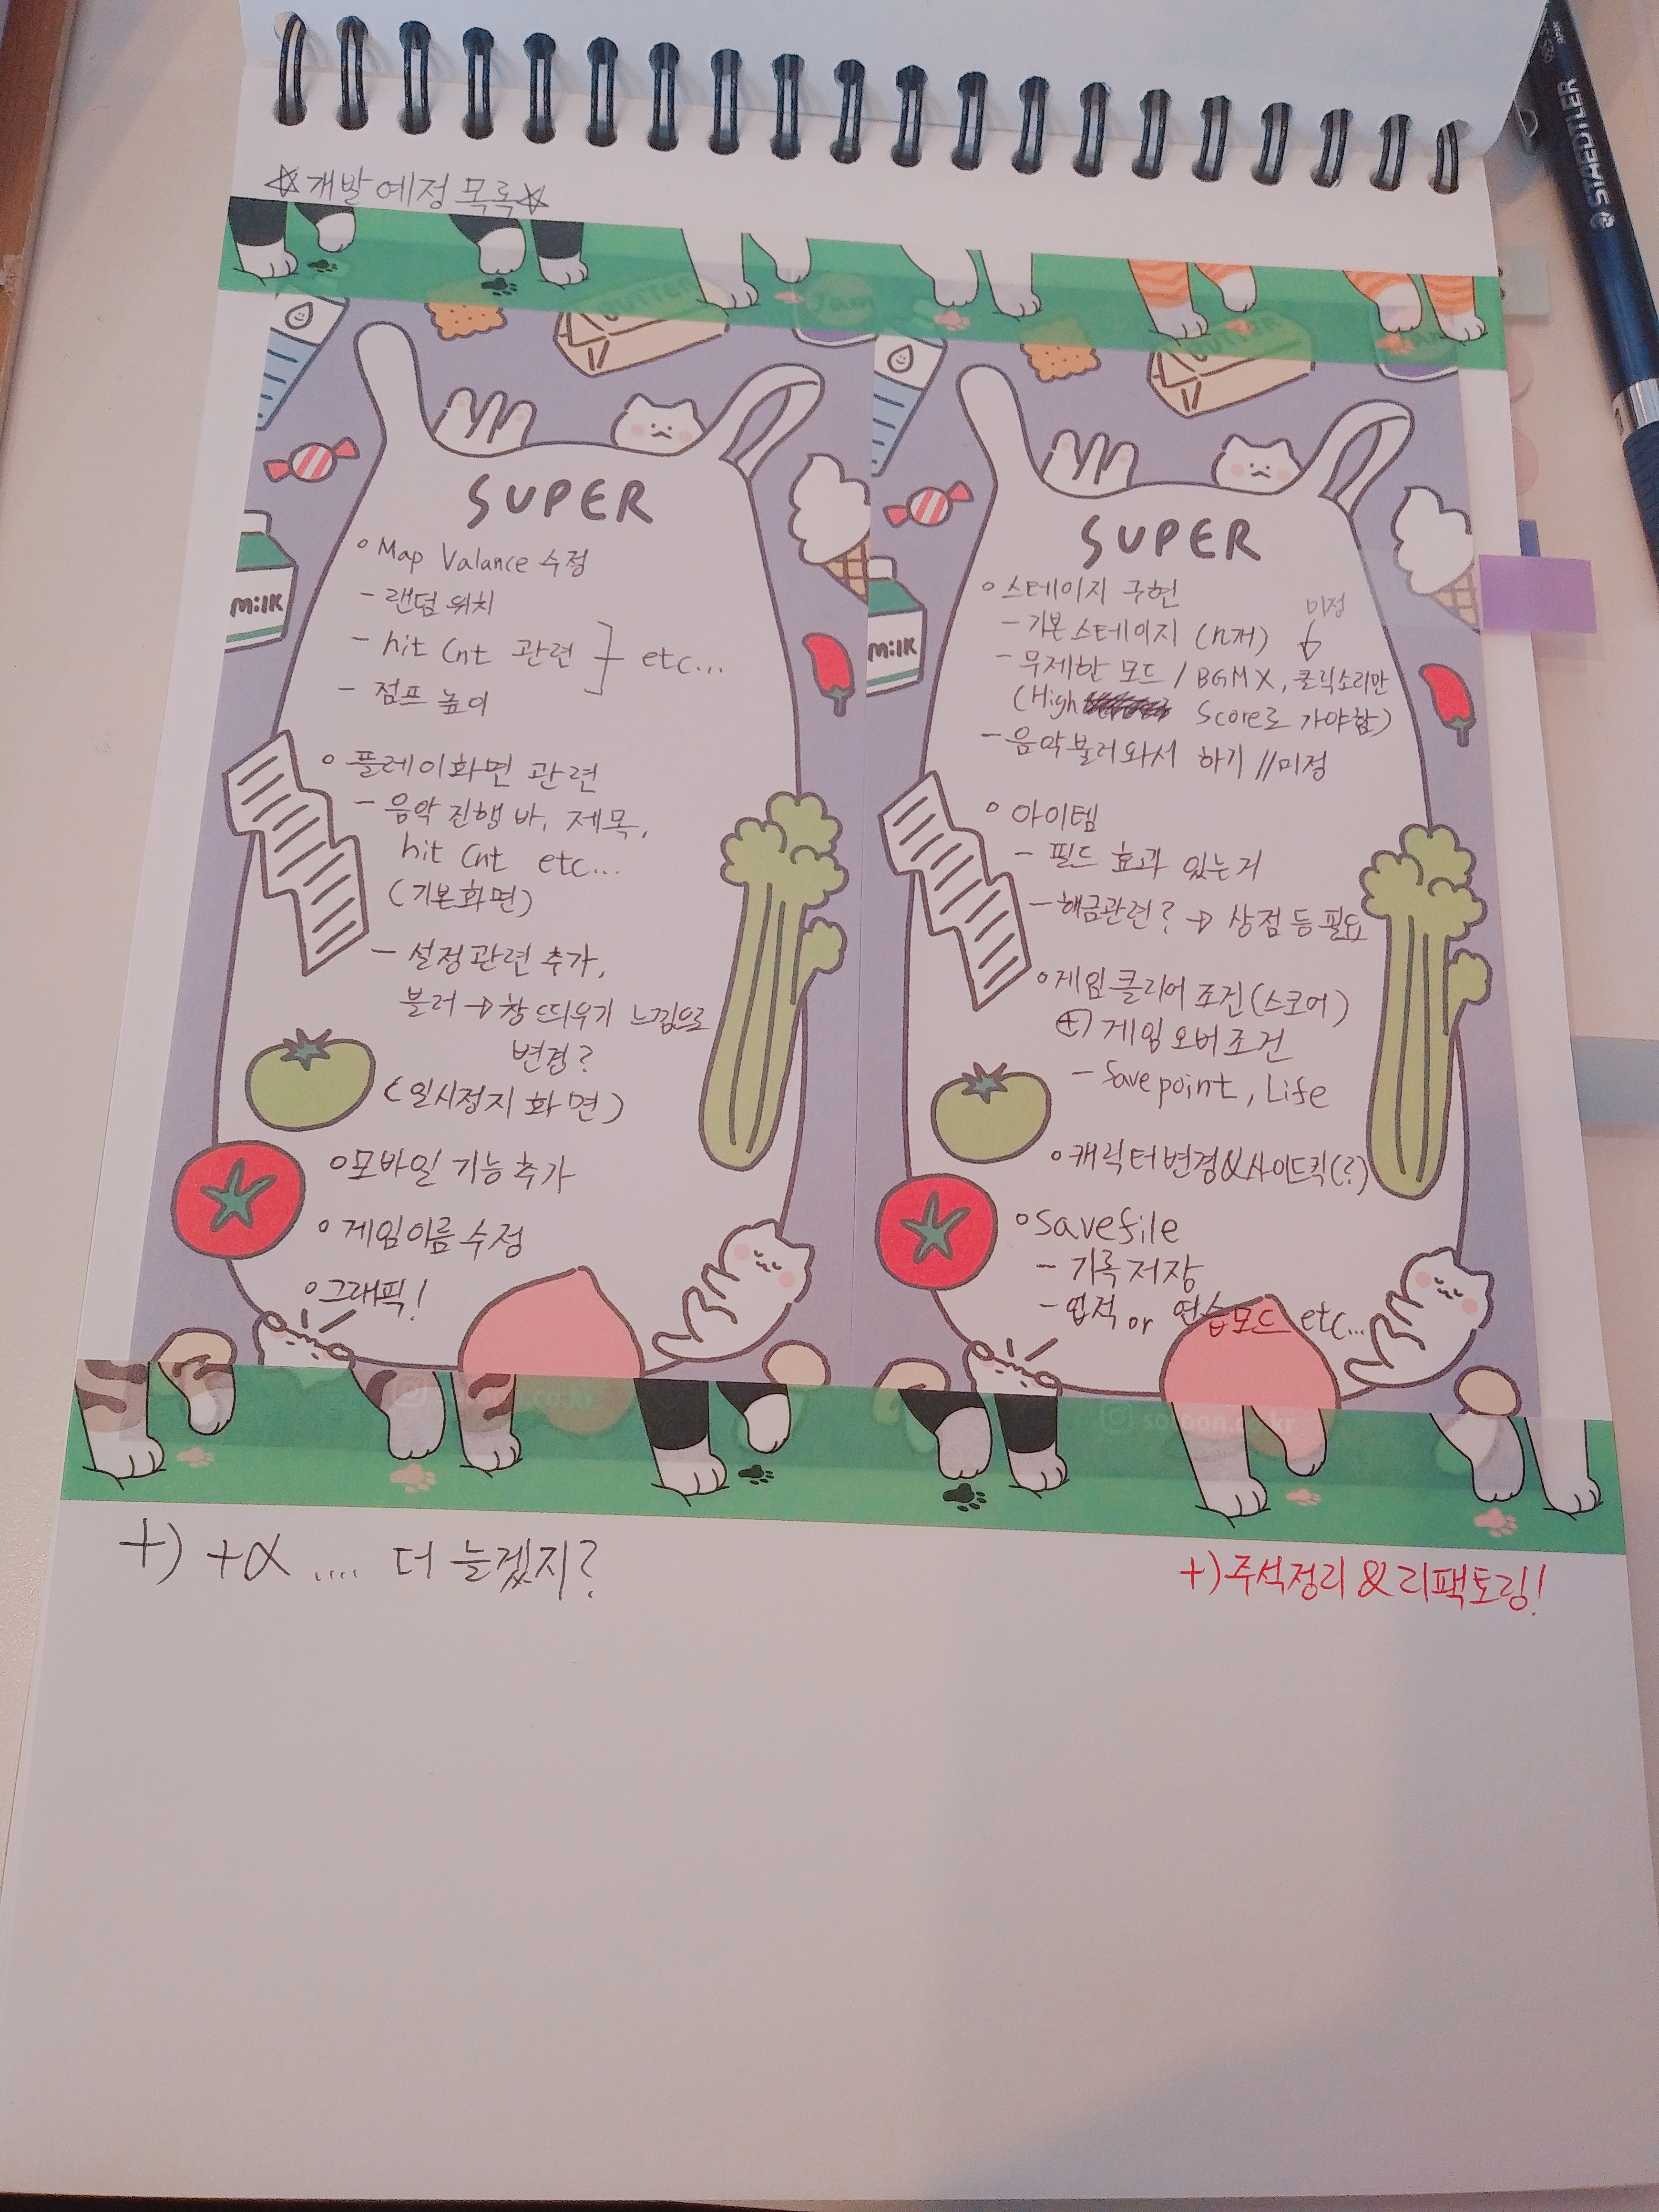 ☆개발예정목록☆
BUTTER
Jam
SUPER
MilK
◦ Map Valance 수정
- 랜덤 위치
- hit Cnt 관련
- 점프 높이
etc...
◦ 플레이화면 관련
- 음악 진행 바, 제목,
hit Cnt etc...
(기본화면)
- 설정관련 추가,
블러 → 창 띄우기 느낌으로
변경?
(일시정지 화면)
◦모바일 기능 추가
◦ 게임이름 수정
◦그래픽!
BUTTER
Jam
SUPER
MilK
◦ 스테이지 구현
미정
- 기본 스테이지 (n개)
- 무제한 모드 / BGM X, 클릭소리만
(High Score로 가야함)
- 음악불러와서 하기 //미정
◦ 아이템
- 필드 효과 있는거
- 해금관련? → 상점 등 필요
◦게임클리어 조건(스코어)
(+) 게임오버조건
- Savepoint, Life
◦캐릭터변경&사이드킥(?)
◦savefile
- 기록저장
- 업적 or 연습모드 etc...
+) +α .... 더 늘겠지?
+)주석정리&리팩토링!
STAEDTLER